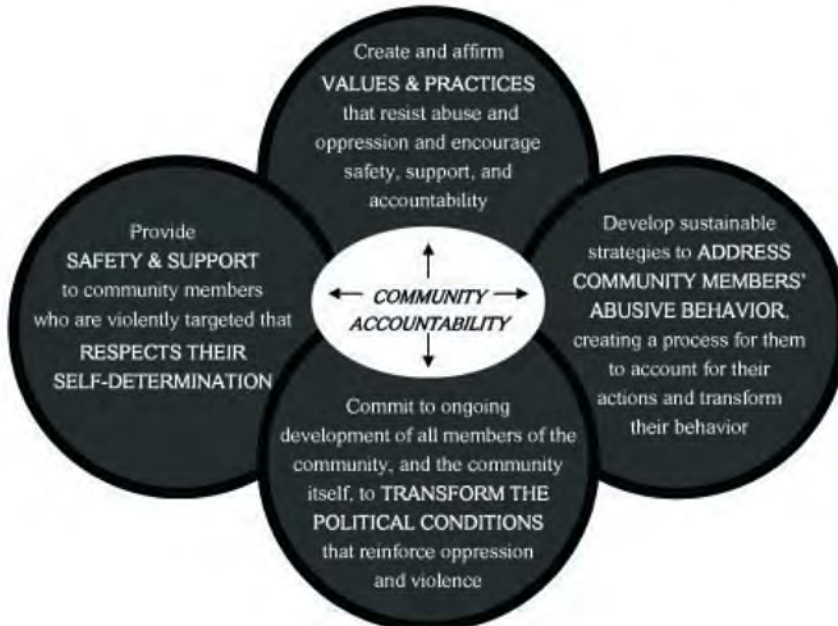 Create and affirm
VALUES & PRACTICES
that resist abuse and
oppression and encourage
safety, support, and
accountability
Provide
SAFETY & SUPPORT
to community members
who are violently targeted that
RESPECTS THEIR
SELF-DETERMINATION
COMMUNITY
ACCOUNTABILITY
Develop sustainable
strategies to ADDRESS
COMMUNITY MEMBERS'
ABUSIVE BEHAVIOR,
creating a process for them
to account for their
actions and transform
their behavior
Commit to ongoing
development of all members of the
community, and the community
itself, to TRANSFORM THE
POLITICAL CONDITIONS
that reinforce oppression
and violence